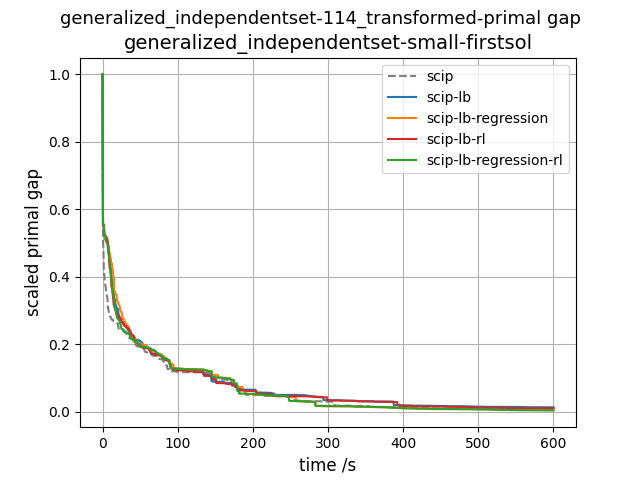 generalized_independentset-114_transformed-primal gap
generalized_independentset-small-firstsol
scaled primal gap
1.0
0.8
0.6
0.4
0.2
0.0
scip
scip-lb
scip-lb-regression
scip-lb-rl
scip-lb-regression-rl
0
100
200
300
400
500
600
time /s